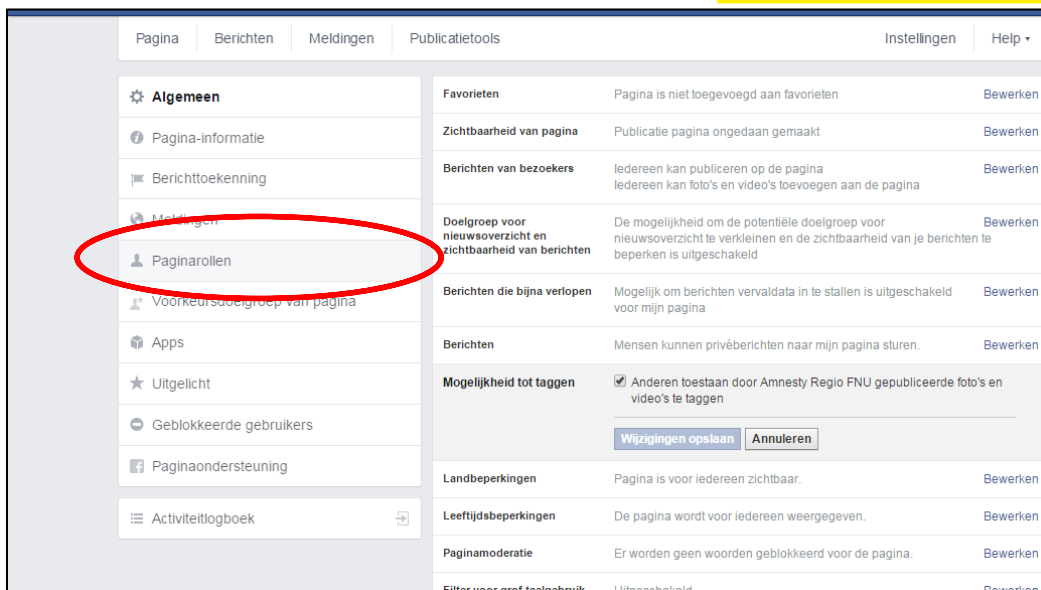 Pagina Berichten Meldingen Publicatietools Instellingen Help
Algemeen
Pagina-informatie
Berichttoekenning
Meldingen
Paginarollen
Voorkeursdoelgroep van pagina
Apps
Uitgelicht
Geblokkeerde gebruikers
Paginaondersteuning
Activiteitlogboek
Favorieten Pagina is niet toegevoegd aan favorieten Bewerken
Zichtbaarheid van pagina Publicatie pagina ongedaan gemaakt Bewerken
Berichten van bezoekers Iedereen kan publiceren op de pagina Bewerken
Iedereen kan foto's en video's toevoegen aan de pagina
Doelgroep voor De mogelijkheid om de potentiële doelgroep voor Bewerken
nieuwsoverzicht en nieuwsoverzicht te verkleinen en de zichtbaarheid van je berichten te
zichtbaarheid van berichten beperken is uitgeschakeld
Berichten die bijna verlopen Mogelijk om berichten vervaldata in te stellen is uitgeschakeld Bewerken
voor mijn pagina
Berichten Mensen kunnen privéberichten naar mijn pagina sturen. Bewerken
Mogelijkheid tot taggen Anderen toestaan door Amnesty Regio FNU gepubliceerde foto's en
video's te taggen
Wijzigingen opslaan Annuleren
Landbeperkingen Pagina is voor iedereen zichtbaar. Bewerken
Leeftijdsbeperkingen De pagina wordt voor iedereen weergegeven. Bewerken
Paginamoderatie Er worden geen woorden geblokkeerd voor de pagina. Bewerken
Filter voor grof taalgebruik Uitgeschakeld Bewerken